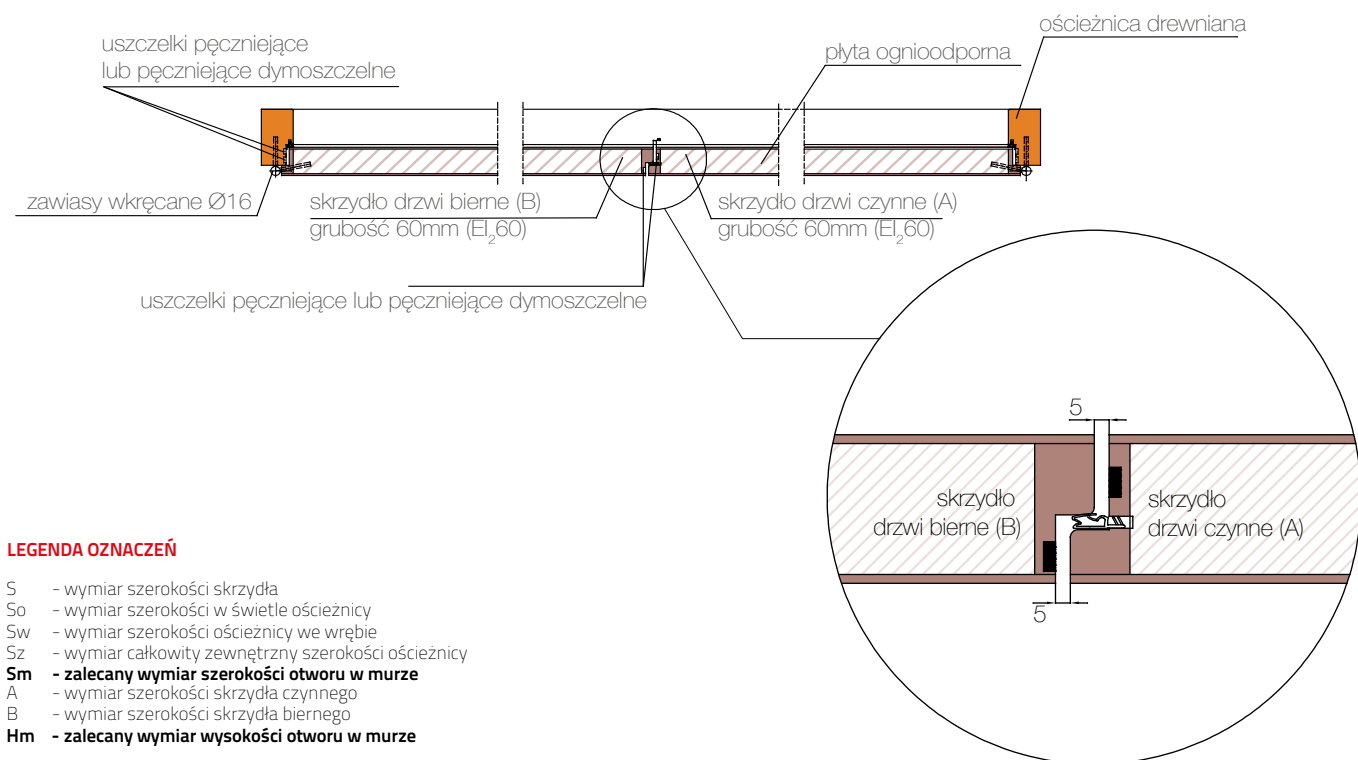 uszczelki pęczniejące
lub pęczniejące dymoszczelne
płyta ognioodporna
ościeżnica drewniana
zawiasy wkręcane Ø16
skrzydło drzwi bierne (B)
grubość 60mm (EI₂60)
skrzydło drzwi czynne (A)
grubość 60mm (EI₂60)
uszczelki pęczniejące lub pęczniejące dymoszczelne
5
skrzydło
drzwi bierne (B)
skrzydło
drzwi czynne (A)
5
LEGENDA OZNACZEŃ
S - wymiar szerokości skrzydła
So - wymiar szerokości w świetle ościeżnicy
Sw - wymiar szerokości ościeżnicy we wrębie
Sz - wymiar całkowity zewnętrzny szerokości ościeżnicy
Sm - zalecany wymiar szerokości otworu w murze
A - wymiar szerokości skrzydła czynnego
B - wymiar szerokości skrzydła biernego
Hm - zalecany wymiar wysokości otworu w murze